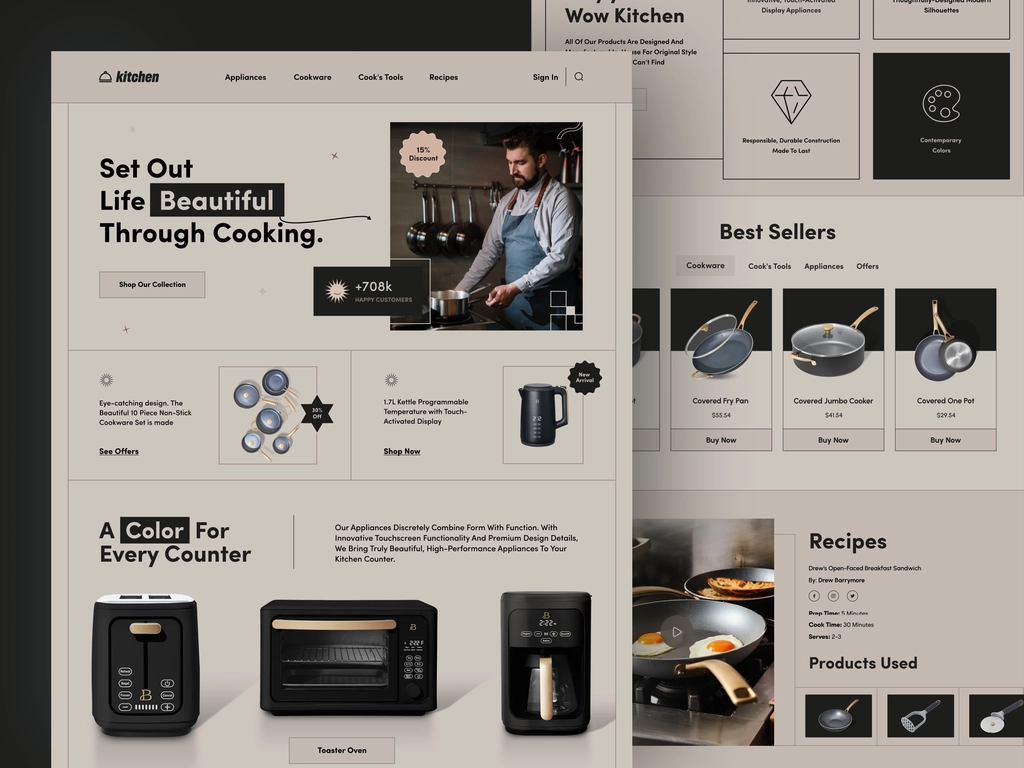 kitchen
Appliances
Cookware
Cook's Tools
Recipes
Sign In
Set Out
Life Beautiful
Through Cooking.
Shop Our Collection
15%
Discount
+708k
HAPPY CUSTOMERS
Eye-catching design. The
Beautiful 10 Piece Non-Stick
Cookware Set is made
See Offers
30%
Off
1.7L Kettle Programmable
Temperature with Touch-
Activated Display
Shop Now
New
Arrival
A Color For
Every Counter
Our Appliances Discretely Combine Form With Function. With
Innovative Touchscreen Functionality And Premium Design Details,
We Bring Truly Beautiful, High-Performance Appliances To Your
Kitchen Counter.
Toaster Oven
Wow Kitchen
All Of Our Products Are Designed And
House For Original Style
Can't Find
Innovative, Touch-Activated
Display Appliances
Thoughtfully-Designed Modern
Silhouettes
Responsible, Durable Construction
Made To Last
Contemporary
Colors
Best Sellers
Cookware
Cook's Tools
Appliances
Offers
Covered Fry Pan
$55.54
Buy Now
Covered Jumbo Cooker
$41.54
Buy Now
Covered One Pot
$29.54
Buy Now
Recipes
Drew's Open-Faced Breakfast Sandwich
By: Drew Barrymore
Prep Time: 5 Minutes
Cook Time: 30 Minutes
Serves: 2-3
Products Used